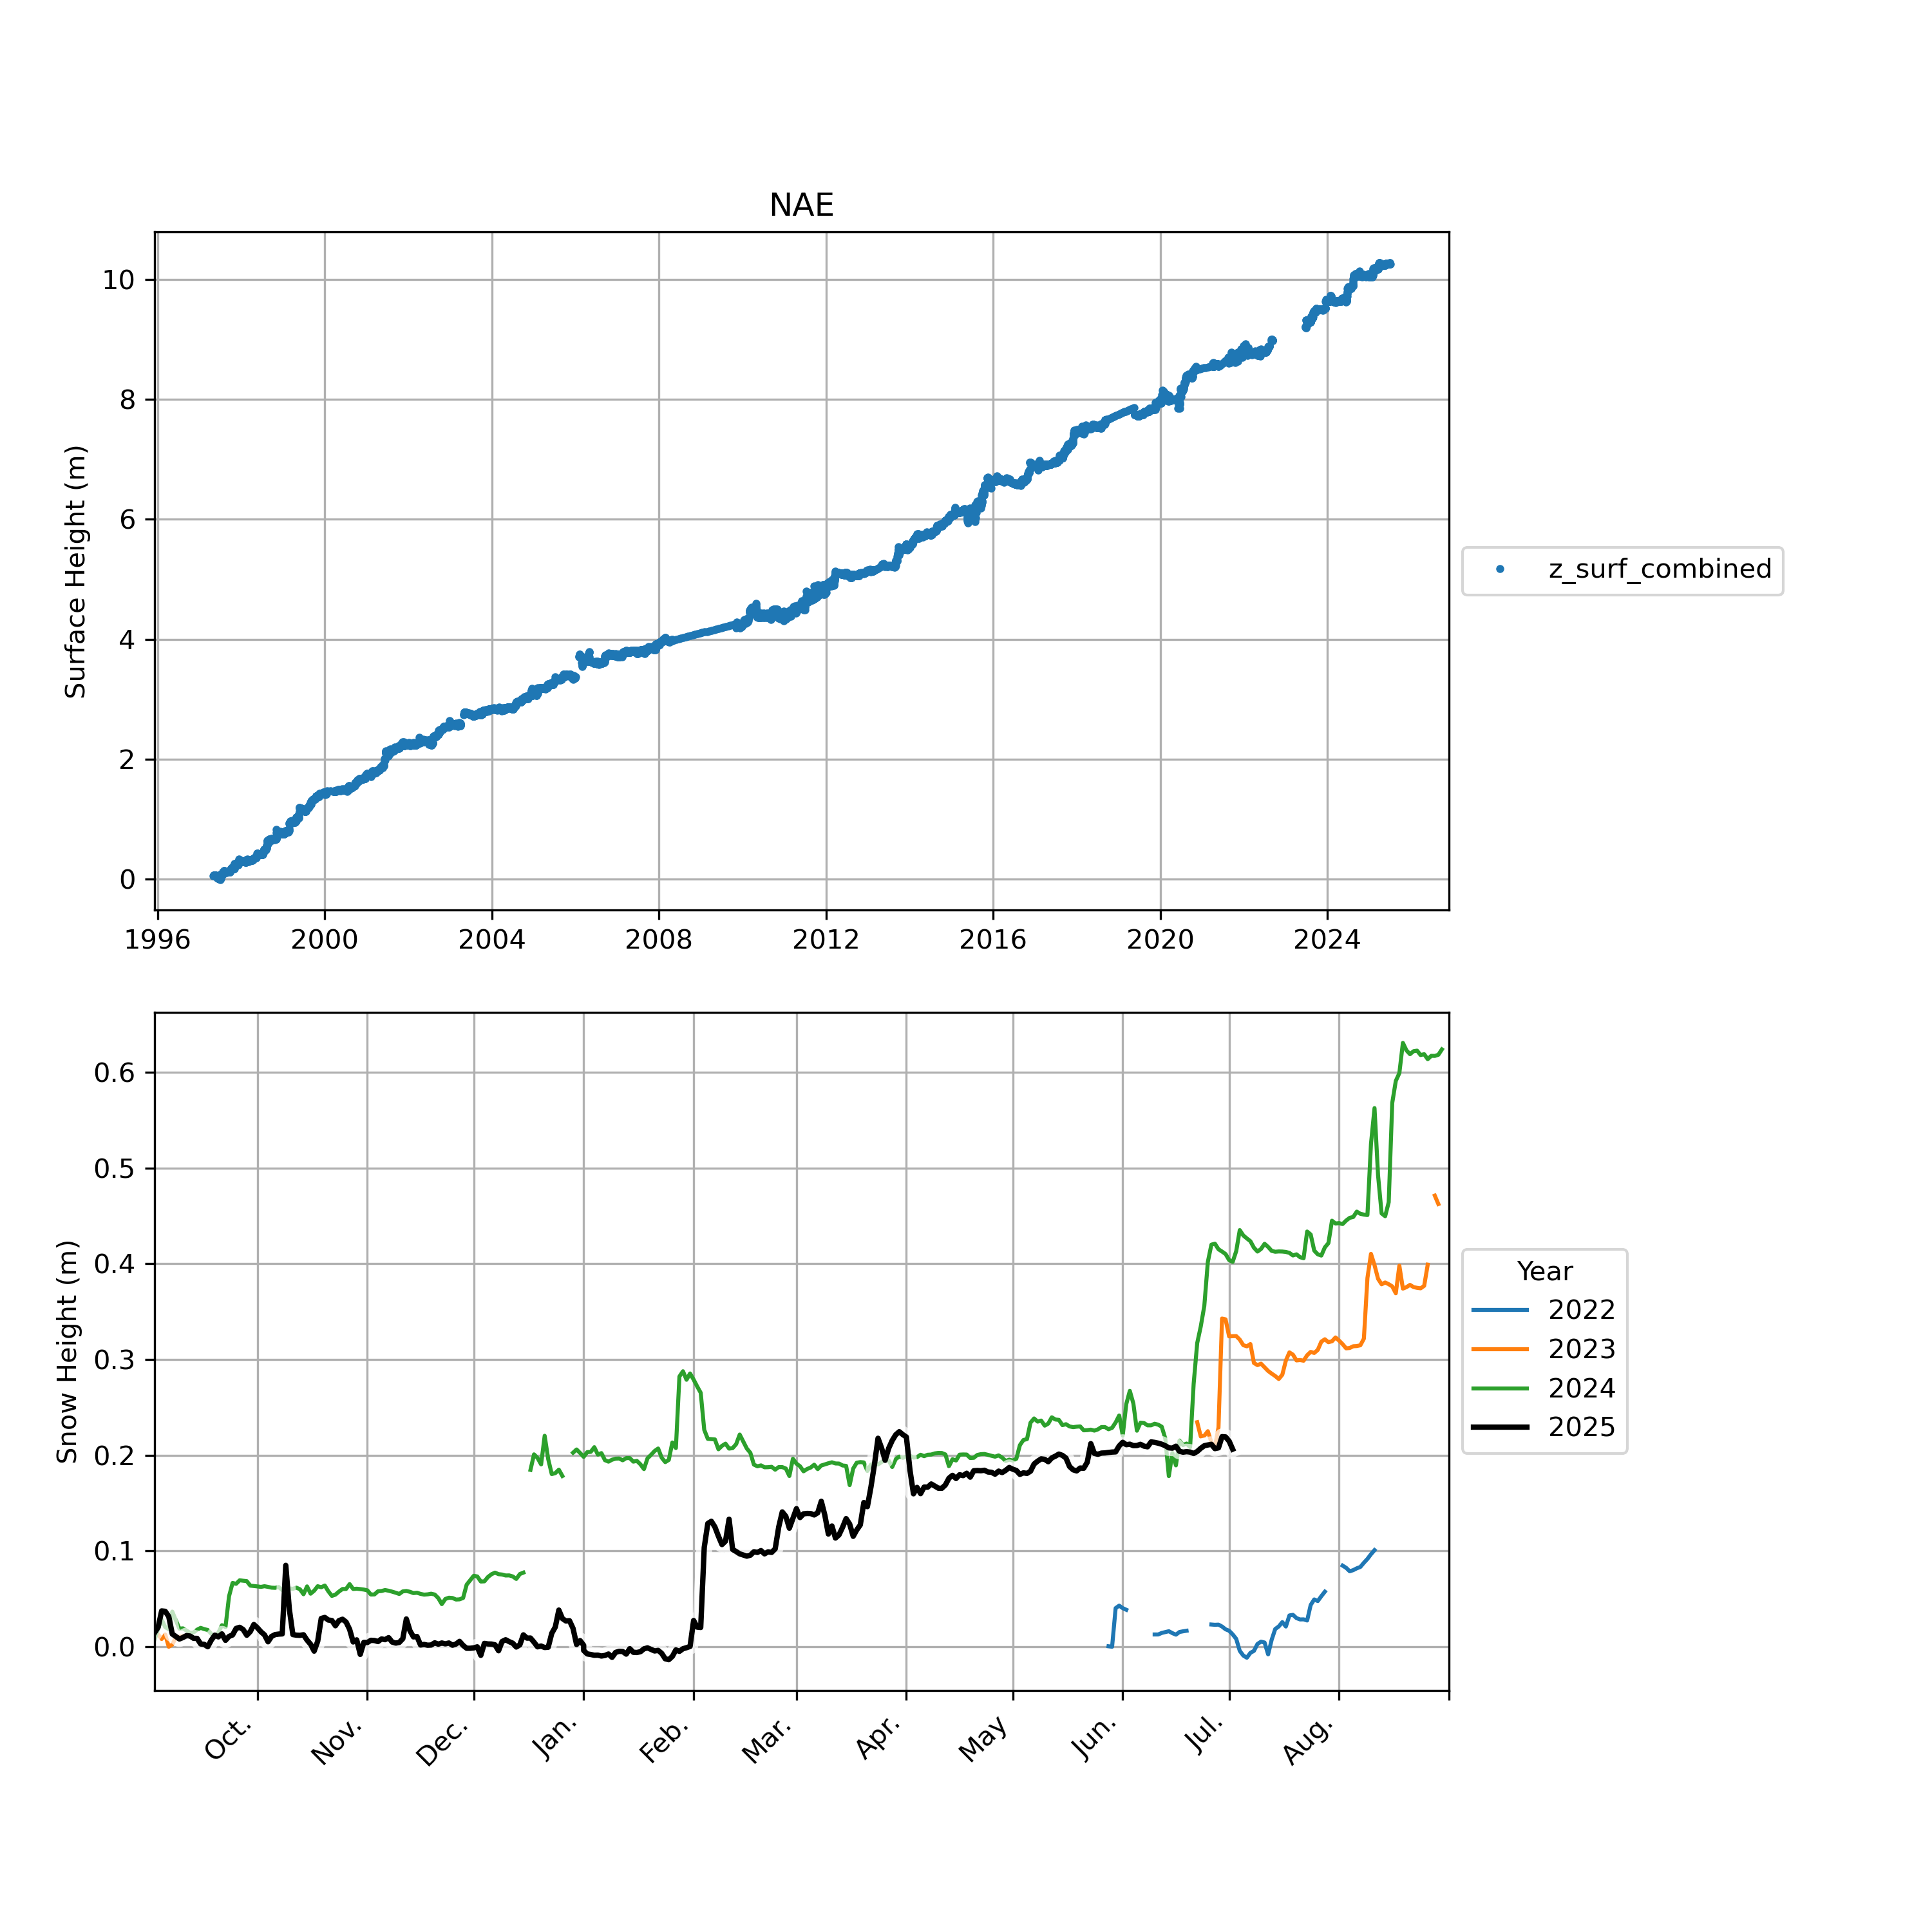 NAE
Surface Height (m)
10
8
6
4
2
0
1996 2000 2004 2008 2012 2016 2020 2024
z_surf_combined
Snow Height (m)
0.6
0.5
0.4
0.3
0.2
0.1
0.0
Oct. Nov. Dec. Jan. Feb. Mar. Apr. May Jun. Jul. Aug.
Year
2022
2023
2024
2025